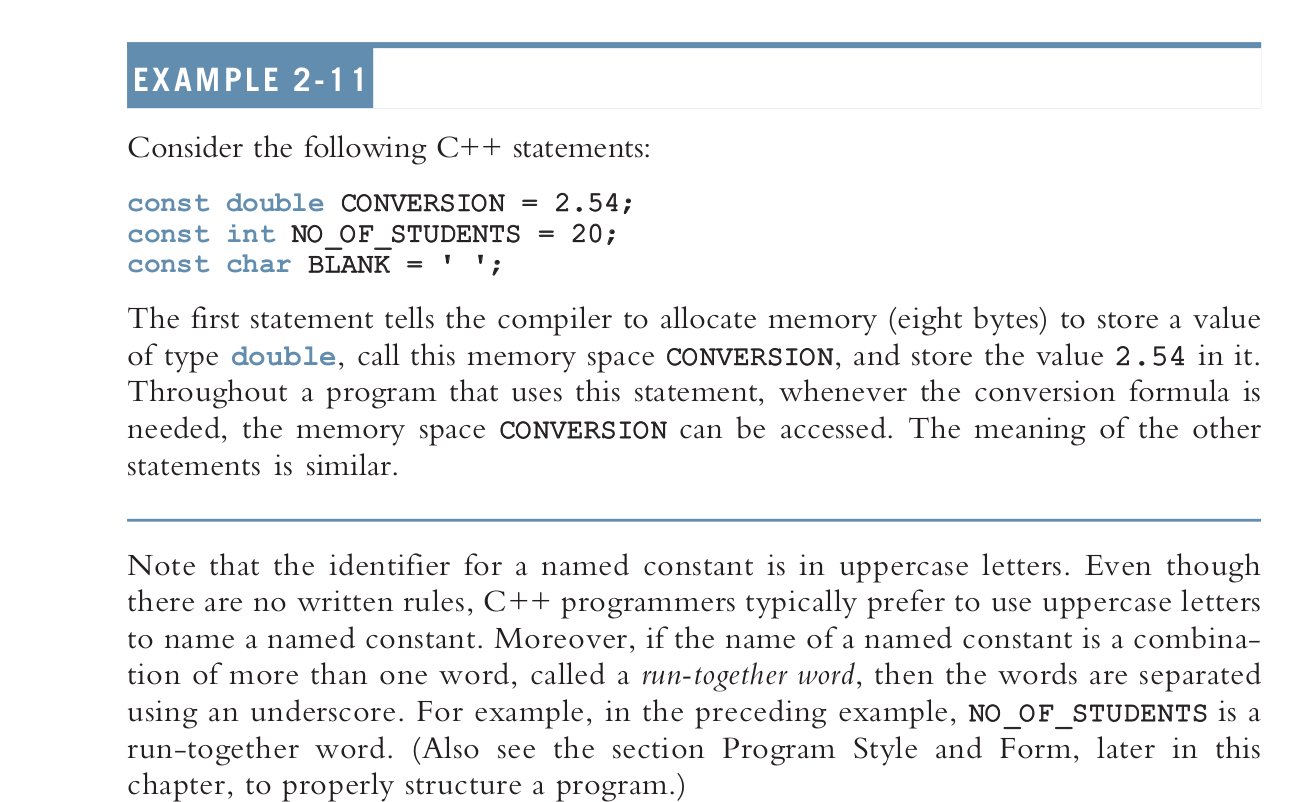 EXAMPLE 2-11
Consider the following C++ statements:
const double CONVERSION = 2.54;
const int NO_OF_STUDENTS = 20;
const char BLANK = ' ';
The first statement tells the compiler to allocate memory (eight bytes) to store a value
of type double, call this memory space CONVERSION, and store the value 2.54 in it.
Throughout a program that uses this statement, whenever the conversion formula is
needed, the memory space CONVERSION can be accessed. The meaning of the other
statements is similar.
Note that the identifier for a named constant is in uppercase letters. Even though
there are no written rules, C++ programmers typically prefer to use uppercase letters
to name a named constant. Moreover, if the name of a named constant is a combina-
tion of more than one word, called a run-together word, then the words are separated
using an underscore. For example, in the preceding example, NO_OF_STUDENTS is a
run-together word. (Also see the section Program Style and Form, later in this
chapter, to properly structure a program.)